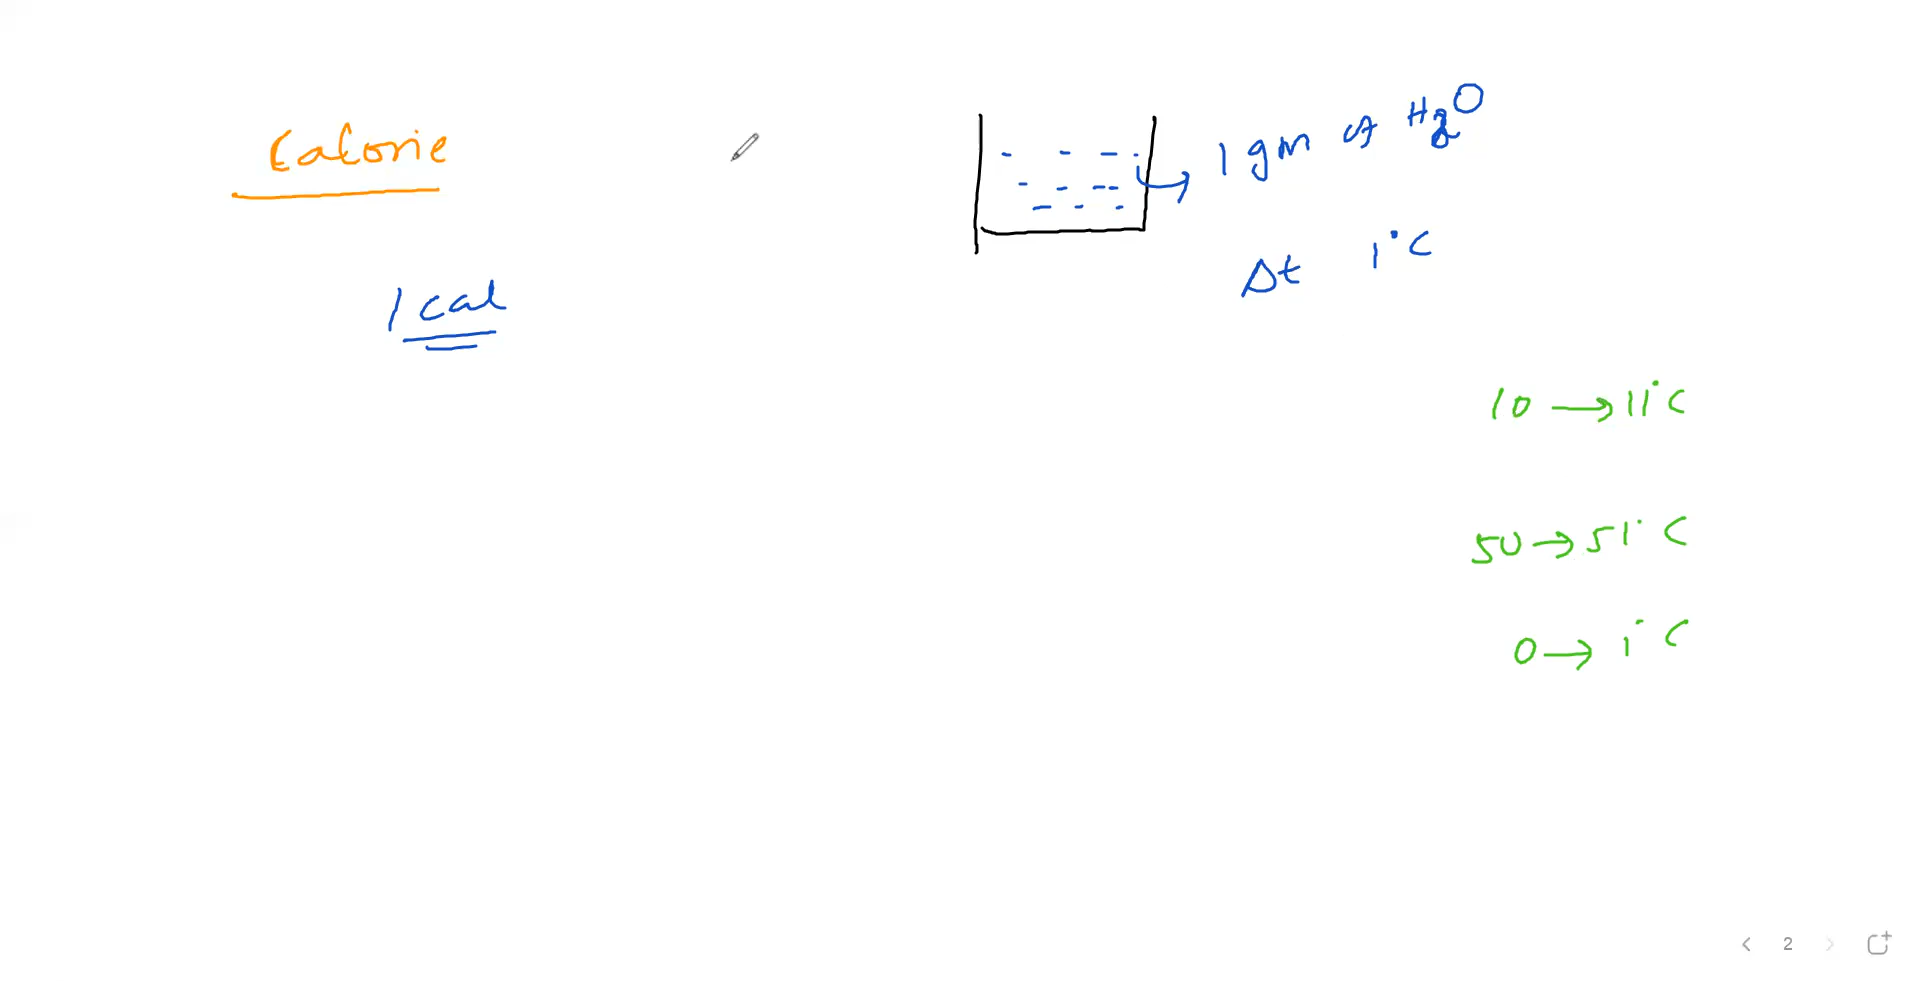 Calorie
1 gm of H2O
Δt 1°C
1 cal
10 → 11°C
50 → 51°C
0 → 1°C
2